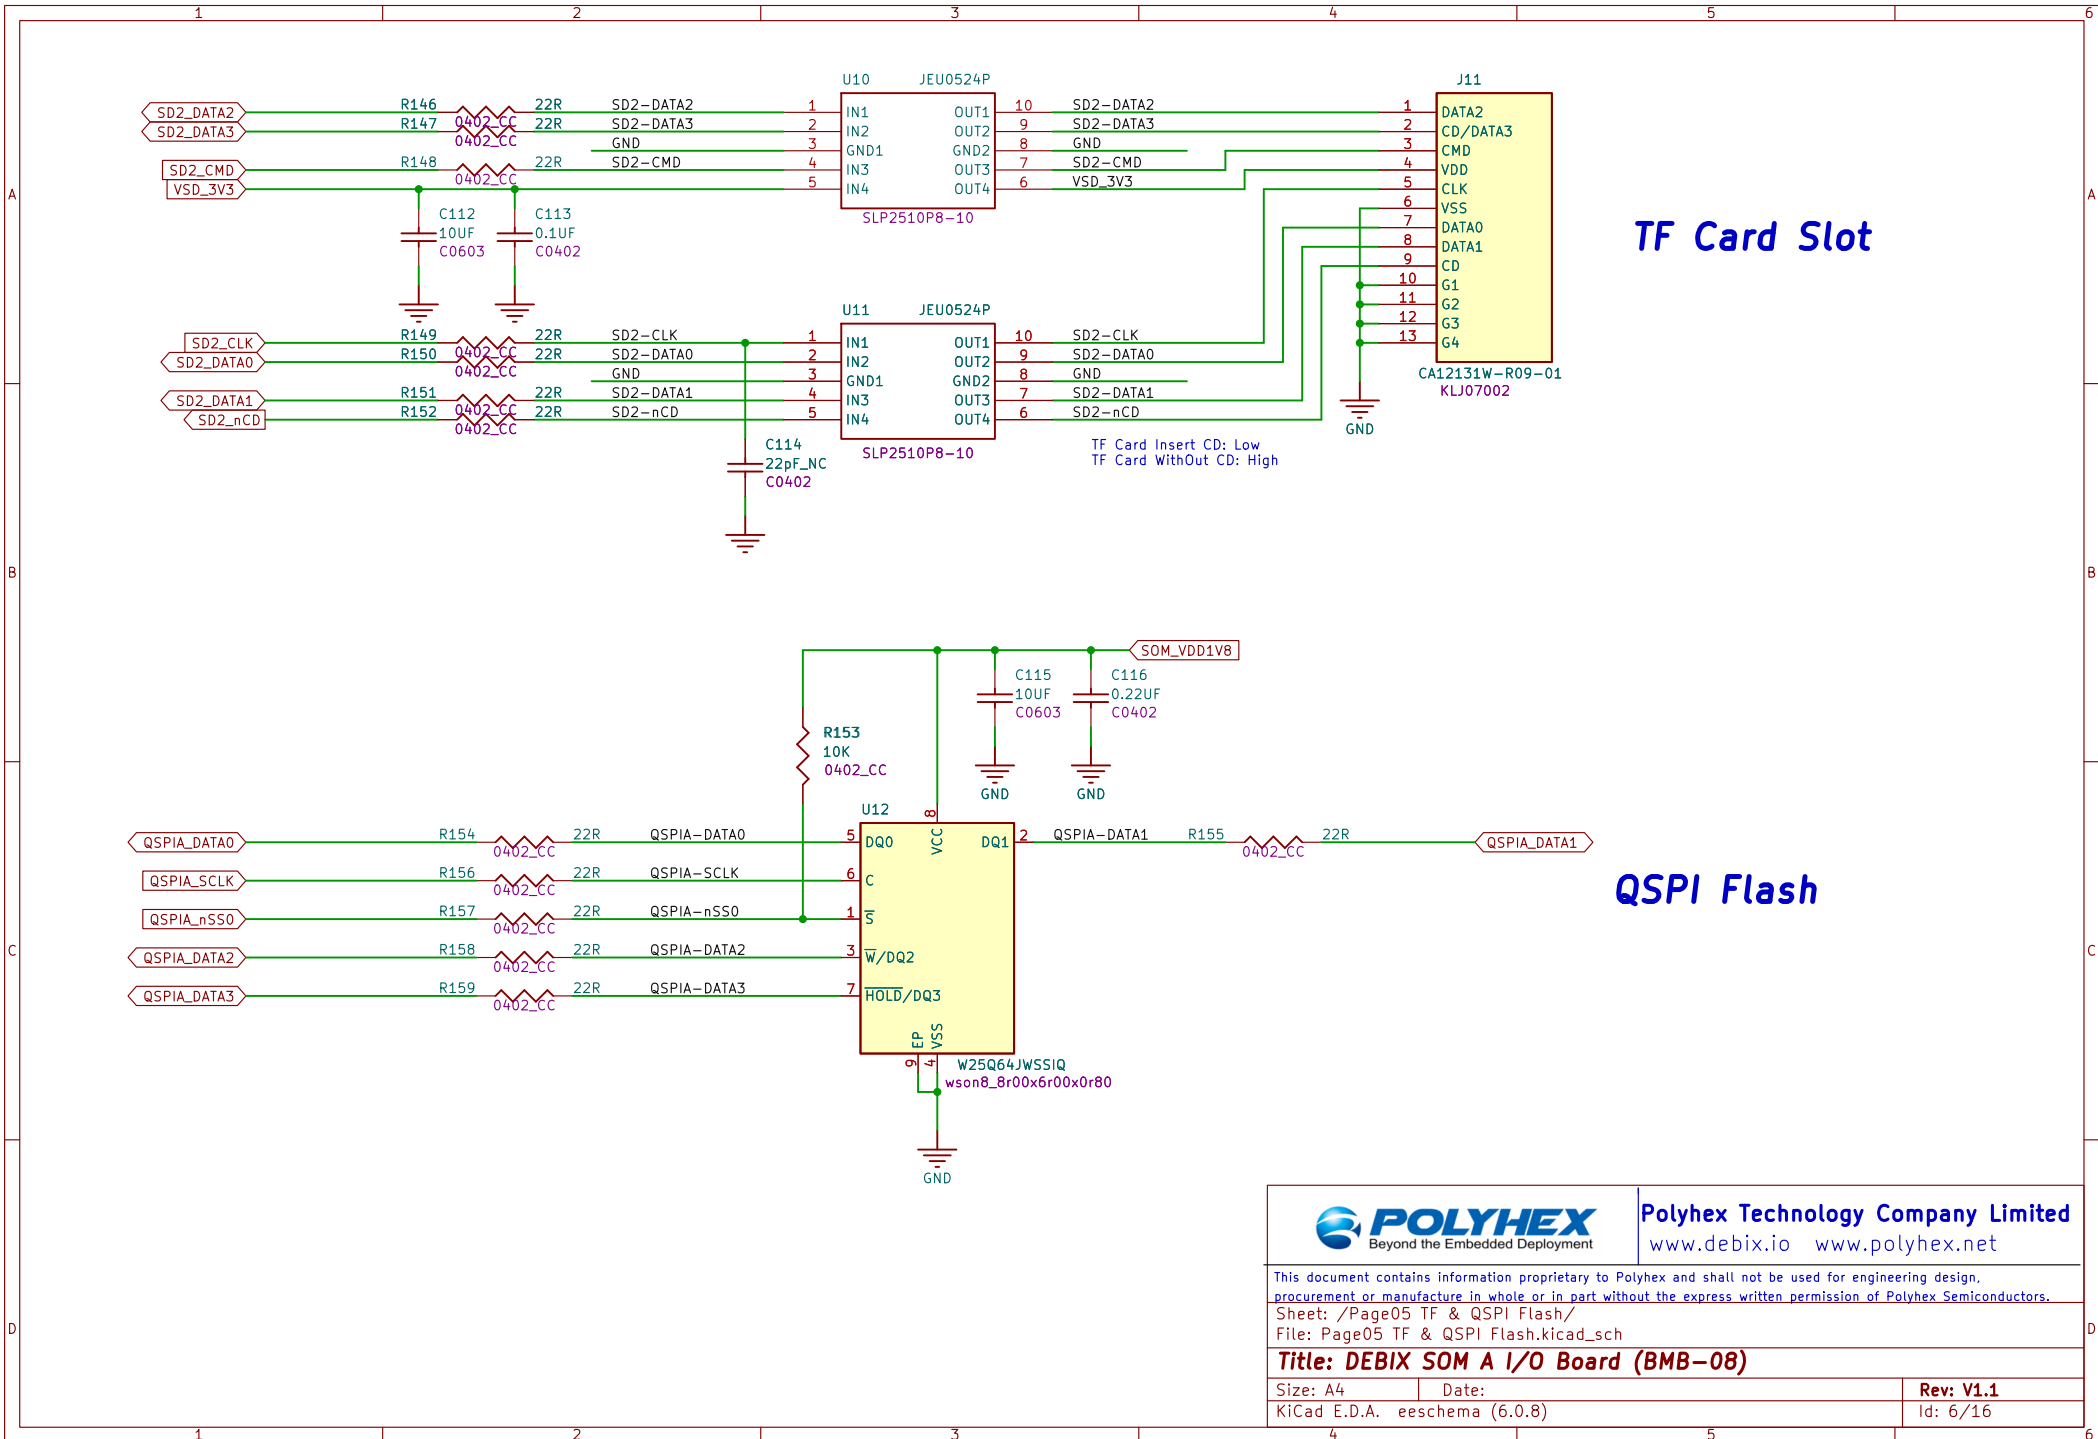 1 2 3 4 5 6
A A
B B
C C
D D
SD2_DATA2 R146 22R 0402_CC SD2-DATA2
SD2_DATA3 R147 22R 0402_CC SD2-DATA3
GND
SD2_CMD R148 22R 0402_CC SD2-CMD
VSD_3V3
C112
10UF
C0603
C113
0.1UF
C0402
U10 JEU0524P
1 IN1 OUT1 10 SD2-DATA2
2 IN2 OUT2 9 SD2-DATA3
3 GND1 GND2 8 GND
4 IN3 OUT3 7 SD2-CMD
5 IN4 OUT4 6 VSD_3V3
SLP2510P8-10
J11
1 DATA2
2 CD/DATA3
3 CMD
4 VDD
5 CLK
6 VSS
7 DATA0
8 DATA1
9 CD
10 G1
11 G2
12 G3
13 G4
CA12131W-R09-01
KLJ07002
GND
TF Card Slot
SD2_CLK R149 22R 0402_CC SD2-CLK
SD2_DATA0 R150 22R 0402_CC SD2-DATA0
GND
SD2_DATA1 R151 22R 0402_CC SD2-DATA1
SD2_nCD R152 22R 0402_CC SD2-nCD
U11 JEU0524P
1 IN1 OUT1 10 SD2-CLK
2 IN2 OUT2 9 SD2-DATA0
3 GND1 GND2 8 GND
4 IN3 OUT3 7 SD2-DATA1
5 IN4 OUT4 6 SD2-nCD
SLP2510P8-10
C114
22pF_NC
C0402
TF Card Insert CD: Low
TF Card WithOut CD: High
SOM_VDD1V8
C115
10UF
C0603
GND
C116
0.22UF
C0402
GND
R153
10K
0402_CC
U12
QSPIA_DATA0 R154 22R 0402_CC QSPIA-DATA0 5 DQ0
QSPIA_SCLK R156 22R 0402_CC QSPIA-SCLK 6 C
QSPIA_nSS0 R157 22R 0402_CC QSPIA-nSS0 1 S
QSPIA_DATA2 R158 22R 0402_CC QSPIA-DATA2 3 W/DQ2
QSPIA_DATA3 R159 22R 0402_CC QSPIA-DATA3 7 HOLD/DQ3
8 VCC
DQ1 2 QSPIA-DATA1 R155 22R 0402_CC QSPIA_DATA1
9 EP
4 VSS
W25Q64JWSSIQ
wson8_8r00x6r00x0r80
GND
QSPI Flash
POLYHEX
Beyond the Embedded Deployment
Polyhex Technology Company Limited
www.debix.io www.polyhex.net
This document contains information proprietary to Polyhex and shall not be used for engineering design,
procurement or manufacture in whole or in part without the express written permission of Polyhex Semiconductors.
Sheet: /Page05 TF & QSPI Flash/
File: Page05 TF & QSPI Flash.kicad_sch
Title: DEBIX SOM A I/O Board (BMB-08)
Size: A4 Date: Rev: V1.1
KiCad E.D.A. eeschema (6.0.8) Id: 6/16
1 2 3 4 5 6